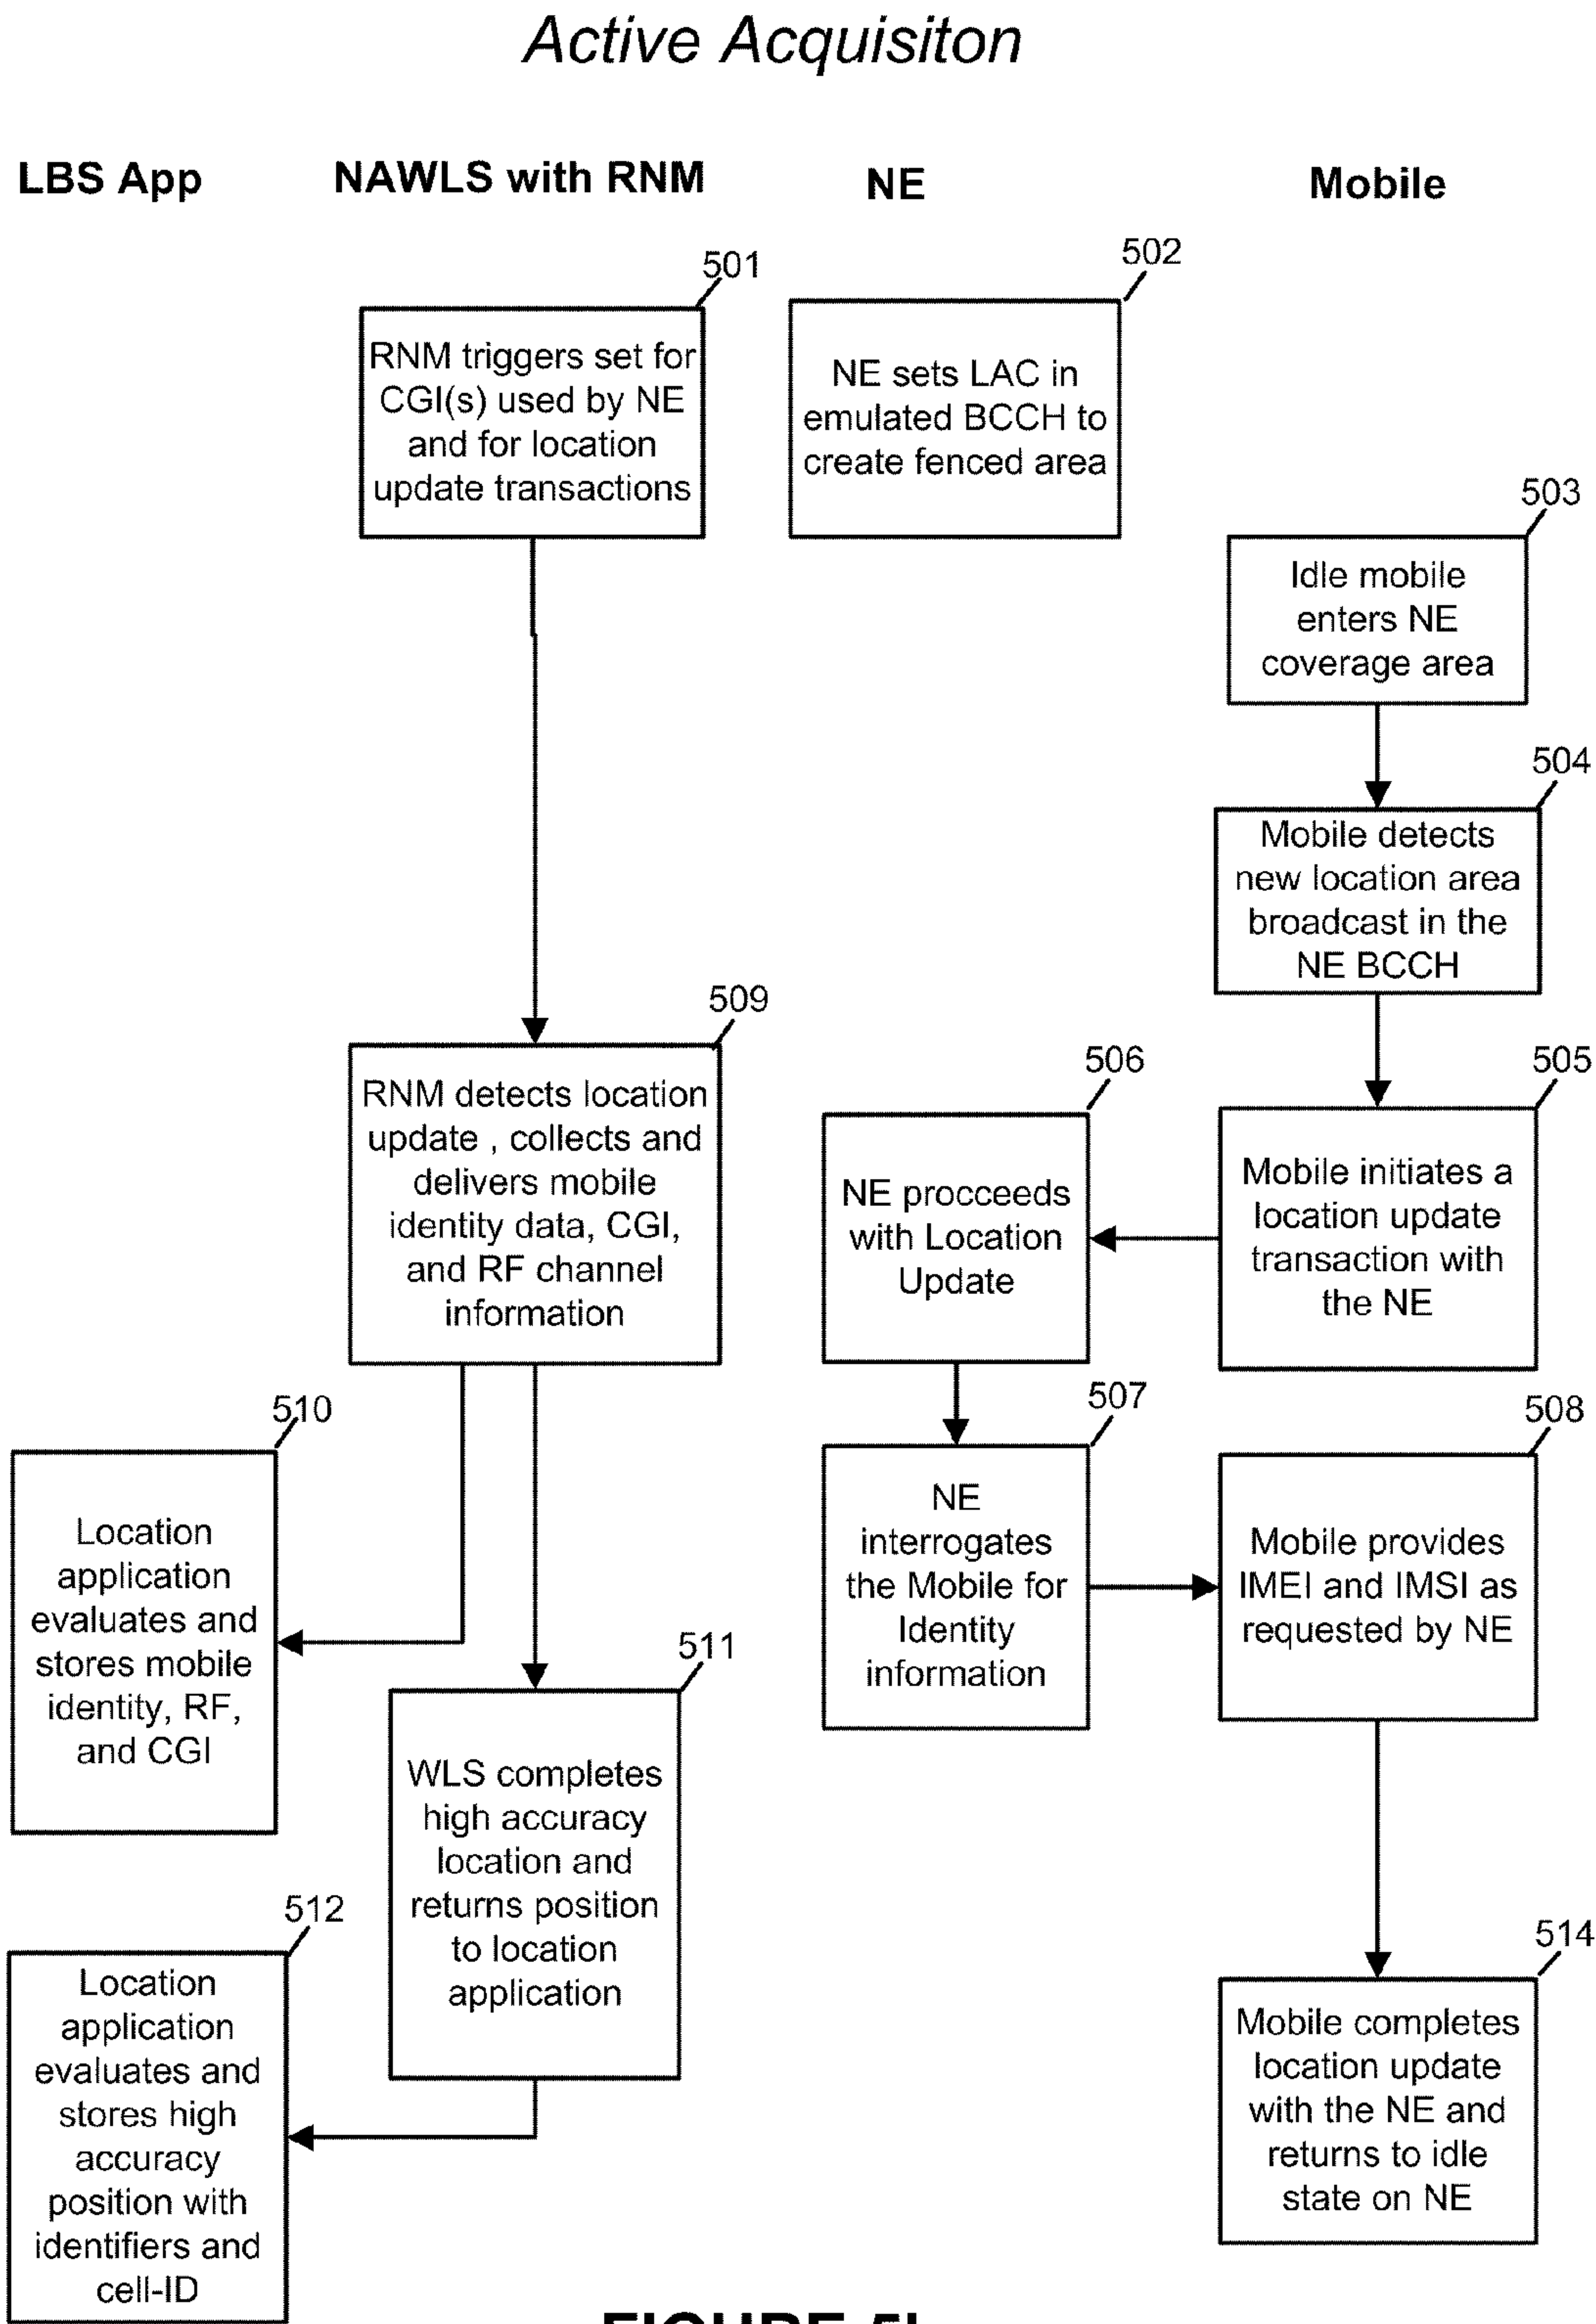 Active Acquisiton
LBS App
NAWLS with RNM
NE
Mobile
501
RNM triggers set for
CGI(s) used by NE
and for location
update transactions
502
NE sets LAC in
emulated BCCH to
create fenced area
503
Idle mobile
enters NE
coverage area
504
Mobile detects
new location area
broadcast in the
NE BCCH
505
Mobile initiates a
location update
transaction with
the NE
506
NE procceeds
with Location
Update
507
NE
interrogates
the Mobile for
Identity
information
508
Mobile provides
IMEI and IMSI as
requested by NE
509
RNM detects location
update , collects and
delivers mobile
identity data, CGI,
and RF channel
information
510
Location
application
evaluates and
stores mobile
identity, RF,
and CGI
511
WLS completes
high accuracy
location and
returns position
to location
application
512
Location
application
evaluates and
stores high
accuracy
position with
identifiers and
cell-ID
514
Mobile completes
location update
with the NE and
returns to idle
state on NE
FIGURE